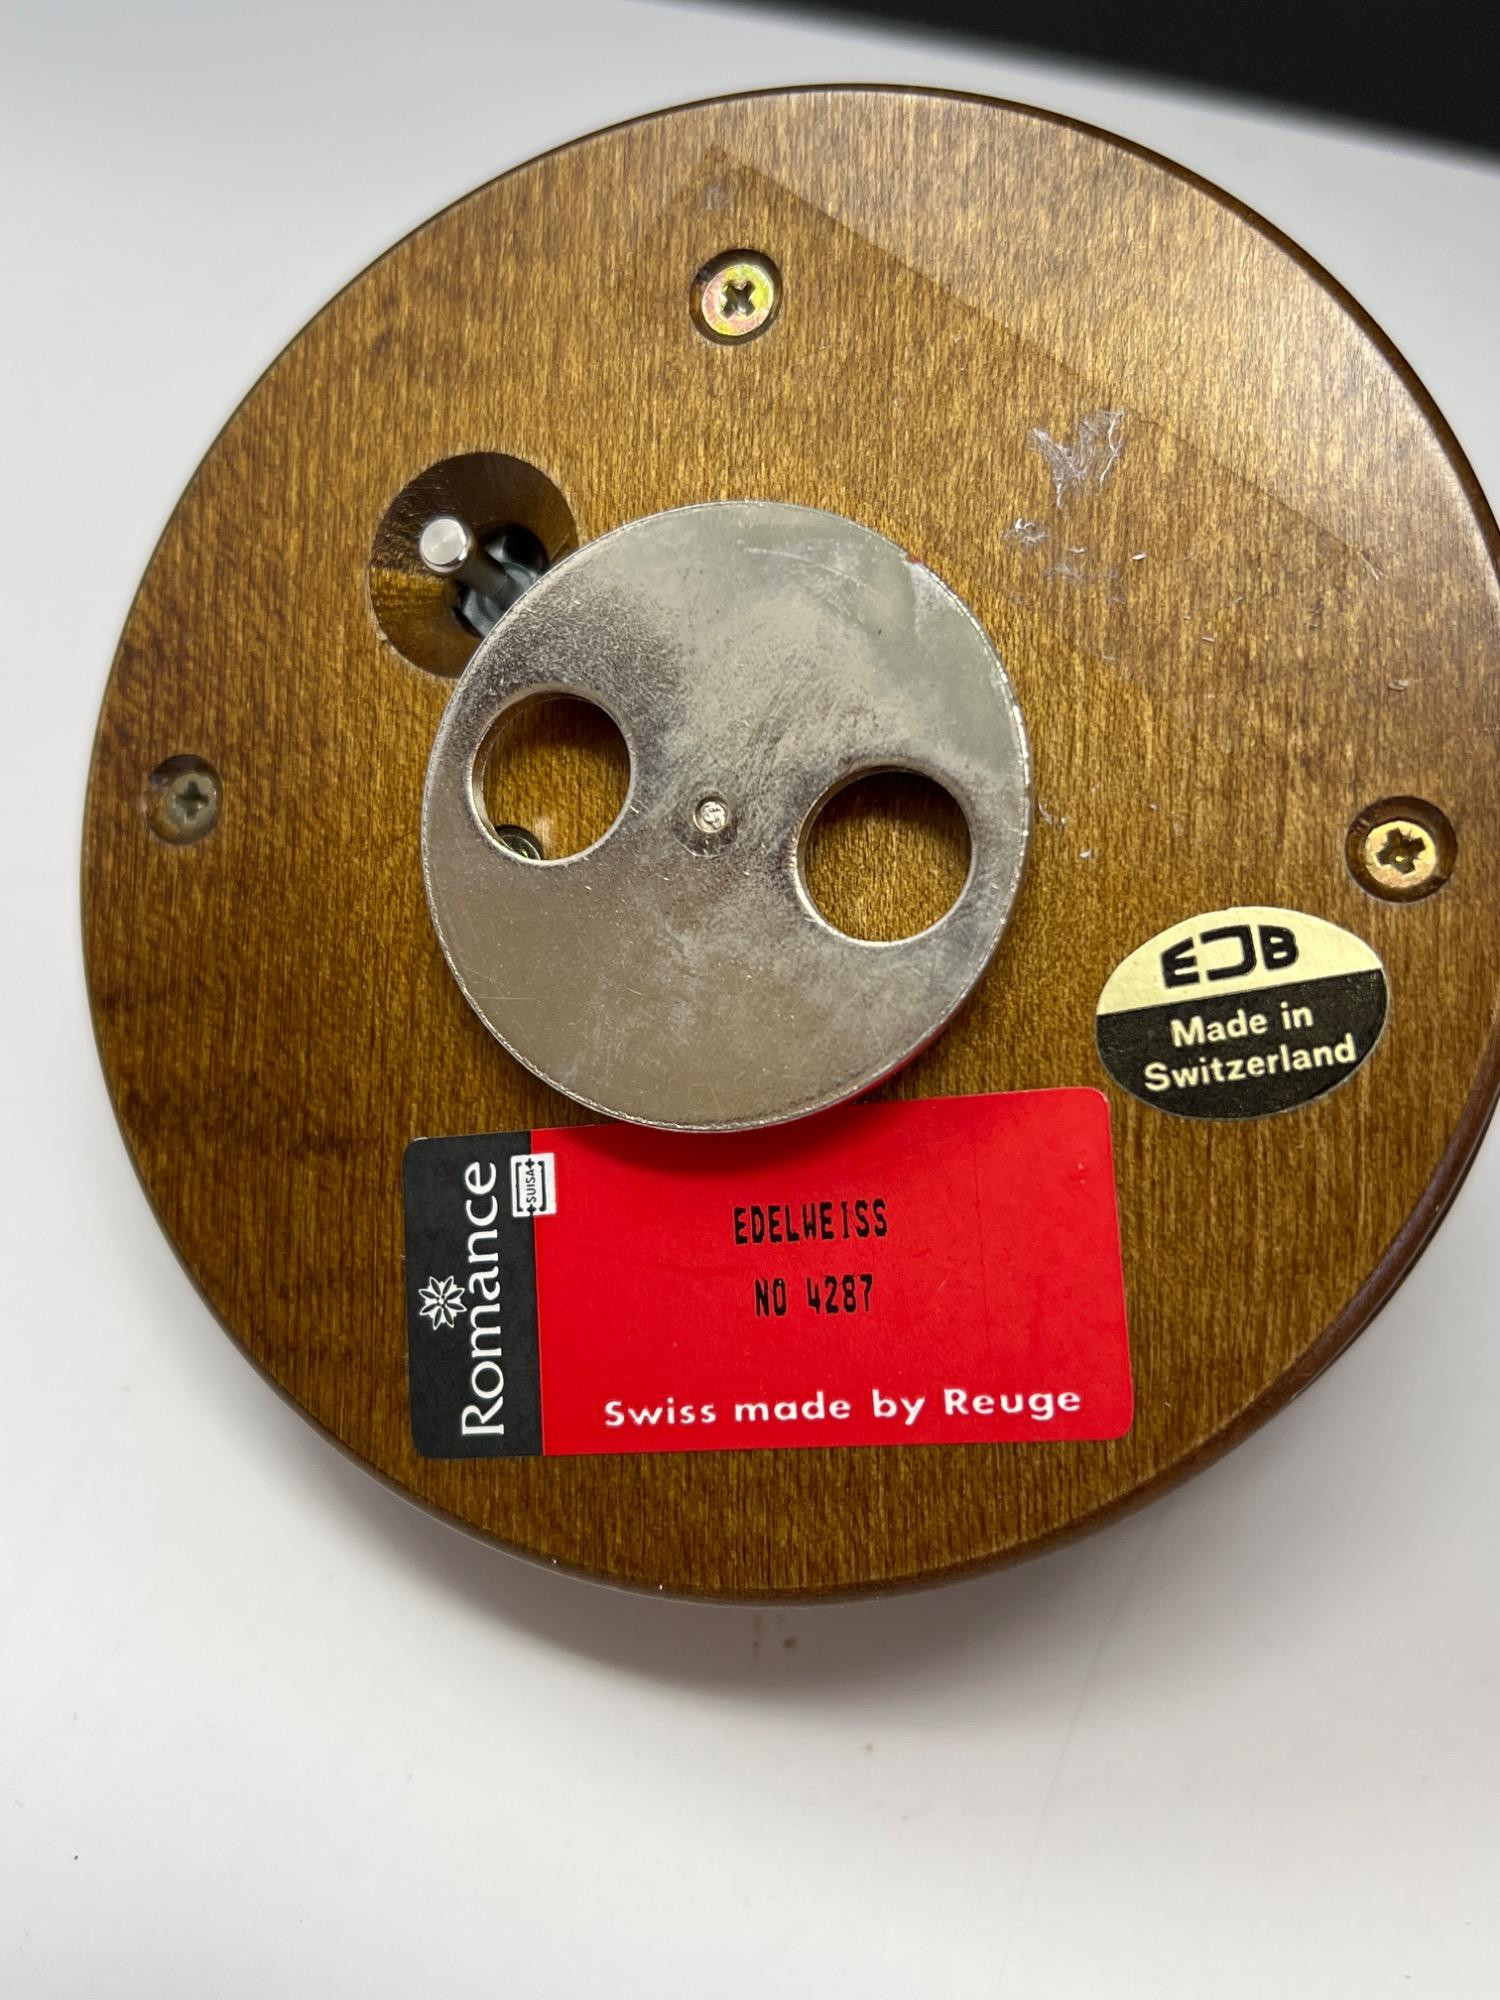 EJB
Made in
Switzerland
Romance
SUISA
EDELWEISS
NO 4287
Swiss made by Reuge